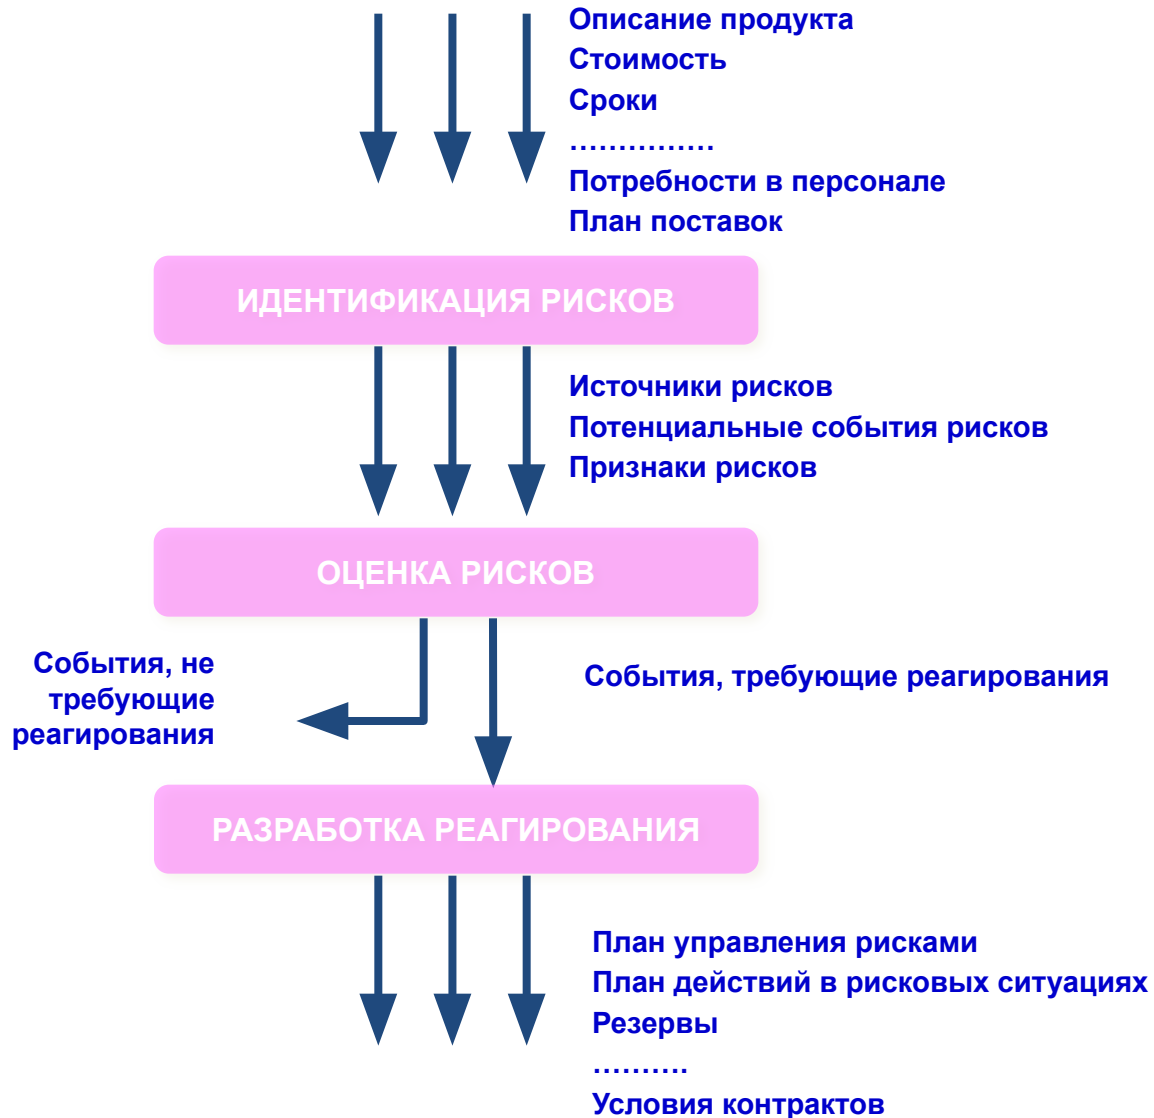 Описание продукта
Стоимость
Сроки
……………
Потребности в персонале
План поставок
ИДЕНТИФИКАЦИЯ РИСКОВ
Источники рисков
Потенциальные события рисков
Признаки рисков
ОЦЕНКА РИСКОВ
События, не
требующие
реагирования
События, требующие реагирования
РАЗРАБОТКА РЕАГИРОВАНИЯ
План управления рисками
План действий в рисковых ситуациях
Резервы
……….
Условия контрактов